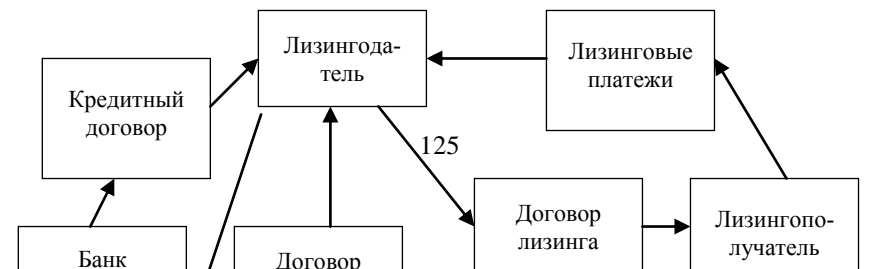 Лизингода-
тель
Лизинговые
платежи
Кредитный
договор
125
Договор
лизинга
Лизингопо-
лучатель
Банк
Договор